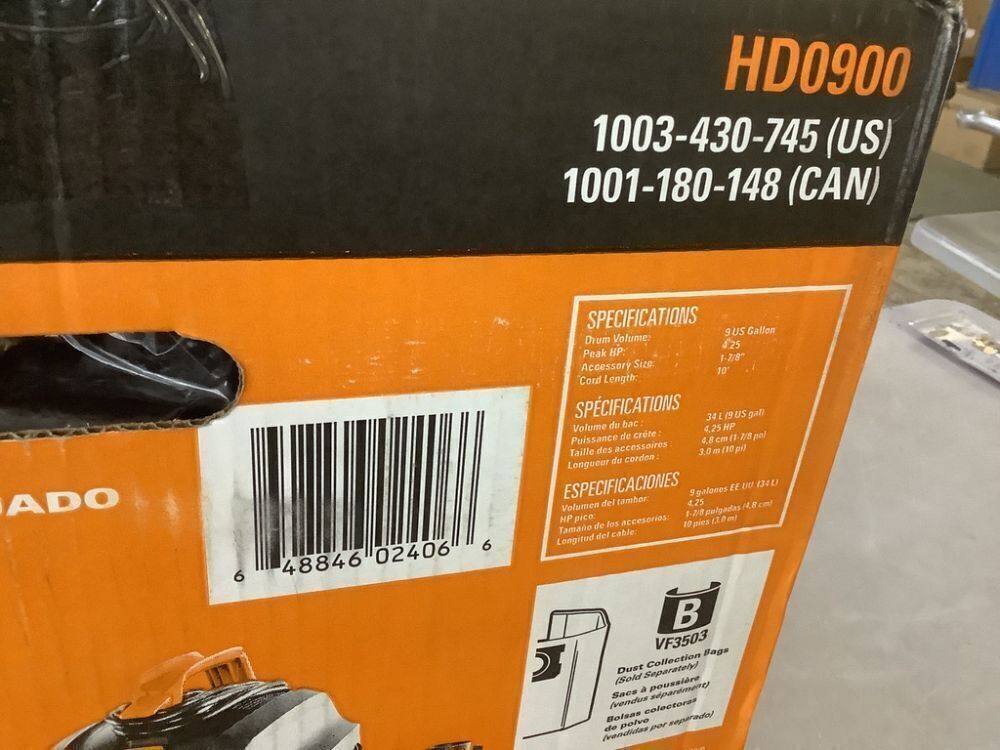 HD0900
1003-430-745 (US)
1001-180-148 (CAN)
SPECIFICATIONS
Drum Volume: 9 US Gallon
Peak HP: 4.25
Accessory Size: 1-7/8"
Cord Length: 10'
SPÉCIFICATIONS
Volume du bac : 34 L (9 US gal)
Puissance de crête : 4,25 HP
Taille des accessoires : 4,8 cm (1-7/8 po)
Longueur du cordon : 3,0 m (10 pi)
ESPECIFICACIONES
Volumen del tambor: 9 galones EE UU (34 L)
HP pico: 4,25
Tamaño de los accesorios: 1-7/8 pulgadas (4,8 cm)
Longitud del cable: 10 pies (3,0 m)
JADO
6 48846 02406 6
B
VF3503
Dust Collection Bags
(Sold Separately)
Sacs à poussière
(vendus séparément)
Bolsas colectoras
de polvo
(vendidas por separado)